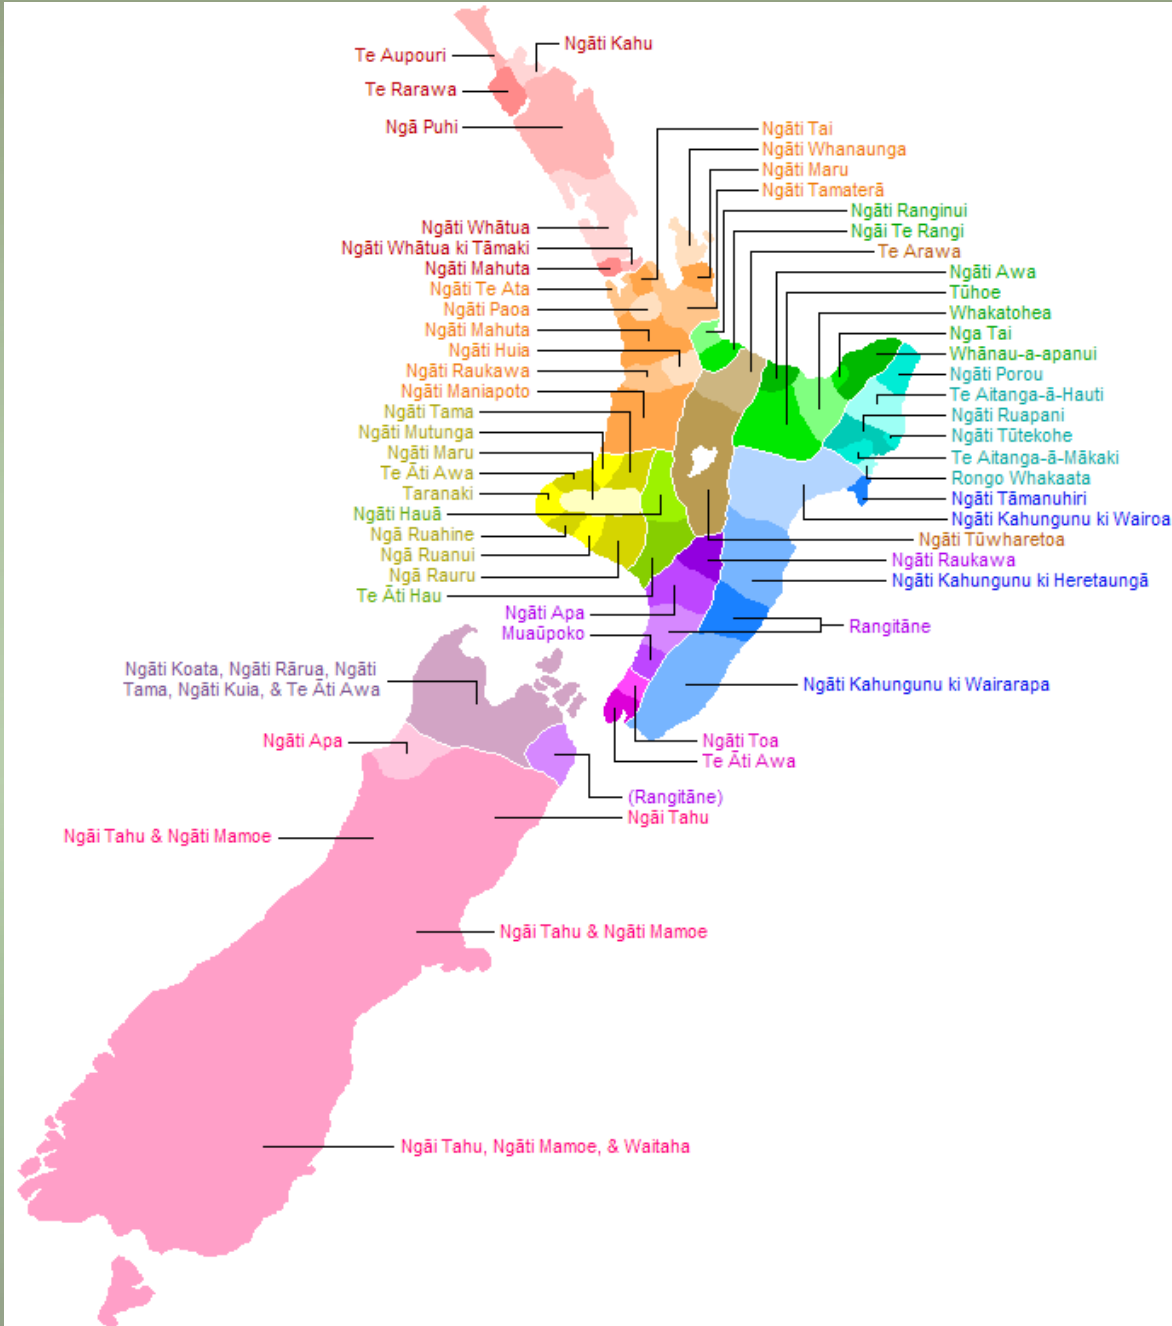 Ngāti Kahu
Te Aupouri
Te Rarawa
Ngā Puhi
Ngāti Tai
Ngāti Whanaunga
Ngāti Maru
Ngāti Tamaterā
Ngāti Ranginui
Ngāi Te Rangi
Te Arawa
Ngāti Awa
Tūhoe
Whakatohea
Nga Tai
Whānau-a-apanui
Ngāti Porou
Te Aitanga-ā-Hauti
Ngāti Ruapani
Ngāti Tūtekohe
Te Aitanga-ā-Mākaki
Rongo Whakaata
Ngāti Tāmanuhiri
Ngāti Kahungunu ki Wairoa
Ngāti Tūwharetoa
Ngāti Raukawa
Ngāti Kahungunu ki Heretaungā
Rangitāne
Ngāti Kahungunu ki Wairarapa
Ngāti Whātua
Ngāti Whātua ki Tāmaki
Ngāti Mahuta
Ngāti Te Ata
Ngāti Paoa
Ngāti Mahuta
Ngāti Huia
Ngāti Raukawa
Ngāti Maniapoto
Ngāti Tama
Ngāti Mutunga
Ngāti Maru
Te Āti Awa
Taranaki
Ngāti Hauā
Ngā Ruahine
Ngā Ruanui
Ngā Rauru
Te Āti Hau
Ngāti Apa
Muaūpoko
Ngāti Koata, Ngāti Rārua, Ngāti
Tama, Ngāti Kuia, & Te Āti Awa
Ngāti Apa
Ngāti Toa
Te Āti Awa
(Rangitāne)
Ngāi Tahu
Ngāi Tahu & Ngāti Mamoe
Ngāi Tahu & Ngāti Mamoe
Ngāi Tahu, Ngāti Mamoe, & Waitaha